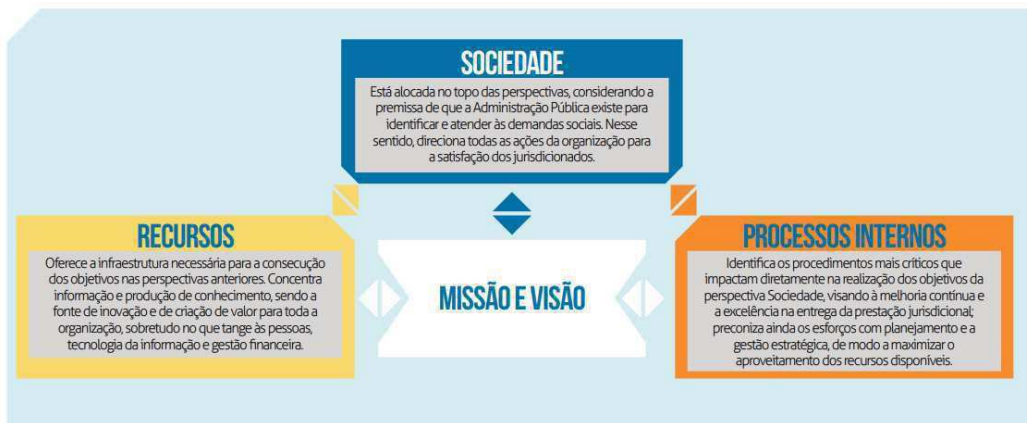 SOCIEDADE
Está alocada no topo das perspectivas, considerando a
premissa de que a Administração Pública existe para
identificar e atender às demandas sociais. Nesse
sentido, direciona todas as ações da organização para
a satisfação dos jurisdicionados.
RECURSOS
Oferece a infraestrutura necessária para a consecução
dos objetivos nas perspectivas anteriores. Concentra
informação e produção de conhecimento, sendo a
fonte de inovação e de criação de valor para toda a
organização, sobretudo no que tange às pessoas,
tecnologia da informação e gestão financeira.
MISSÃO E VISÃO
PROCESSOS INTERNOS
Identifica os procedimentos mais críticos que
impactam diretamente na realização dos objetivos da
perspectiva Sociedade, visando à melhoria contínua e
a excelência na entrega da prestação jurisdicional;
preconiza ainda os esforços com planejamento e a
gestão estratégica, de modo a maximizar o
aproveitamento dos recursos disponíveis.